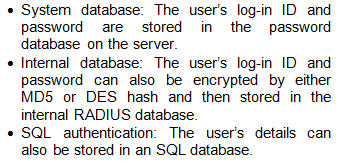 • System database: The user’s log-in ID and
password are stored in the password
database on the server.
• Internal database: The user’s log-in ID and
password can also be encrypted by either
MD5 or DES hash and then stored in the
internal RADIUS database.
• SQL authentication: The user’s details can
also be stored in an SQL database.